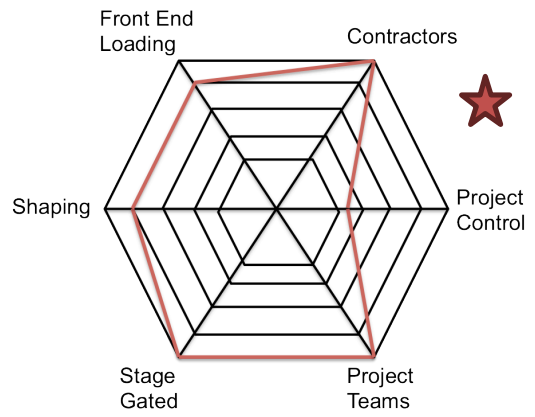 Front End
Loading
Contractors
Shaping
Project
Control
Stage
Gated
Project
Teams